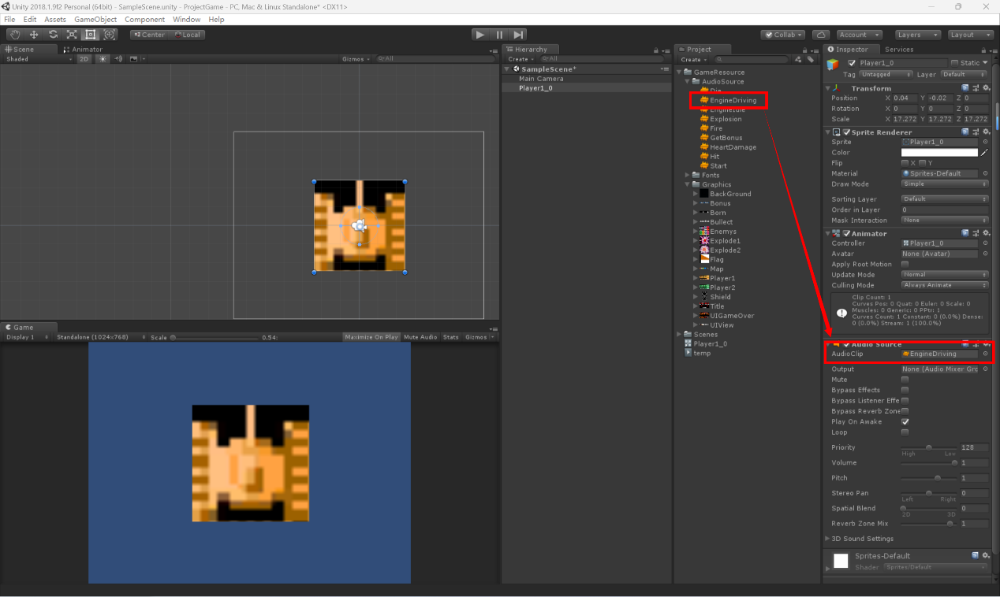 Unity 2018.1.9f2 Personal (64bit) - SampleScene.unity - ProjectGame - PC, Mac & Linux Standalone* <DX11>
File Edit Assets GameObject Component Window Help
Center Local Collab Account Layers Layout
Scene Animator
Shaded 2D Gizmos All
Game
Display 1 Standalone (1024x768) Scale 0.54: Maximize On Play Mute Audio Stats Gizmos
Hierarchy
Create All
SampleScene*
Main Camera
Player1_0
Project
Create
GameResource
AudioSource
Die
EngineDriving
EngineIdle
Explosion
Fire
GetBonus
HeartDamage
Hit
Start
Fonts
Graphics
BackGround
Bonus
Born
Bullect
Enemys
Explode1
Explode2
Flag
Map
Player1
Player2
Shield
Title
UIGameOver
UIView
Scenes
Player1_0
temp
Inspector Services
Player1_0 Static
Tag Untagged Layer Default
Transform
Position X 0.04 Y -0.02 Z 0
Rotation X 0 Y 0 Z 0
Scale X 17.272 Y 17.272 Z 17.272
Sprite Renderer
Sprite Player1_0
Color
Flip X Y
Material Sprites-Default
Draw Mode Simple
Sorting Layer Default
Order in Layer 0
Mask Interaction None
Animator
Controller Player1_0
Avatar None (Avatar)
Apply Root Motion
Update Mode Normal
Culling Mode Always Animate
Clip Count: 1
Curves Pos: 0 Quat: 0 Euler: 0 Scale: 0
Muscles: 0 Generic: 0 PPtr: 1
Curves Count: 1 Constant: 0 (0.0%) Dense:
0 (0.0%) Stream: 1 (100.0%)
Audio Source
AudioClip EngineDriving
Output None (Audio Mixer Grc
Mute
Bypass Effects
Bypass Listener Effe
Bypass Reverb Zone
Play On Awake
Loop
Priority 128
High Low
Volume 1
Pitch 1
Stereo Pan 0
Left Right
Spatial Blend 0
2D 3D
Reverb Zone Mix 1
3D Sound Settings
Sprites-Default
Shader Sprites/Default